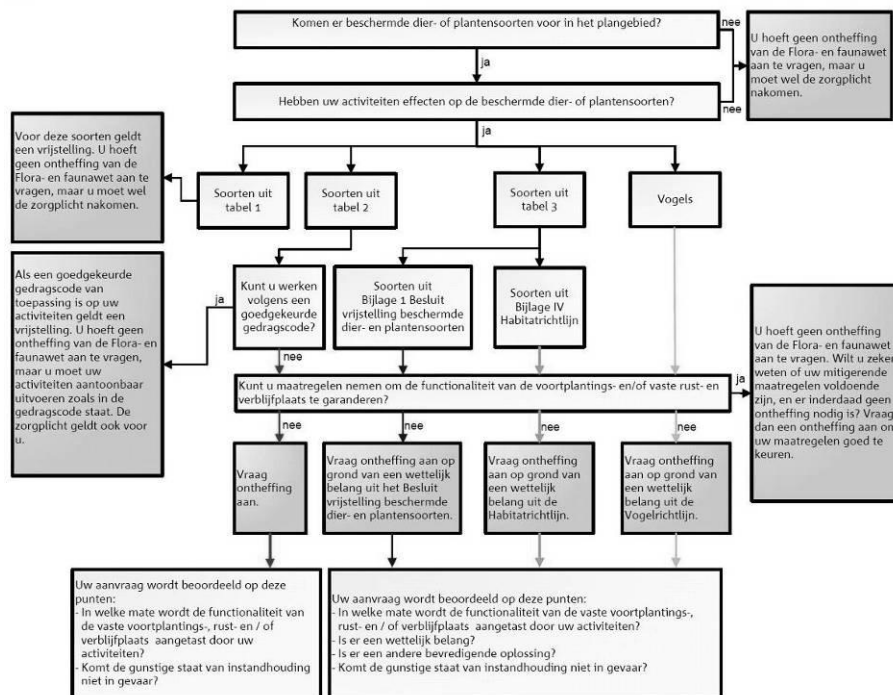 Komen er beschermde dier- of plantensoorten voor in het plangebied?
nee
U hoeft geen ontheffing
van de Flora- en faunawet
aan te vragen, maar u
moet wel de zorgplicht
nakomen.
ja
Hebben uw activiteiten effecten op de beschermde dier- of plantensoorten?
nee
ja
Voor deze soorten geldt
een vrijstelling. U hoeft
geen ontheffing van de
Flora- en faunawet aan te
vragen, maar u moet wel
de zorgplicht nakomen.
Soorten uit
tabel 1
Soorten uit
tabel 2
Soorten uit
tabel 3
Vogels
Als een goedgekeurde
gedragscode van
toepassing is op uw
activiteiten geldt een
vrijstelling. U hoeft geen
ontheffing van de Flora- en
faunawet aan te vragen,
maar u moet uw
activiteiten aantoonbaar
uitvoeren zoals in de
gedragscode staat. De
zorgplicht geldt ook voor
u.
ja
Kunt u werken
volgens een
goedgekeurde
gedragscode?
Soorten uit
Bijlage 1 Besluit
vrijstelling beschermde
dier- en plantensoorten
Soorten uit
Bijlage IV
Habitatrichtlijn
nee
Kunt u maatregelen nemen om de functionaliteit van de voortplantings- en/of vaste rust- en
verblijfplaats te garanderen?
ja
U hoeft geen ontheffing
van de Flora- en faunawet
aan te vragen. Wilt u zeker
weten of uw mitigerende
maatregelen voldoende
zijn, en er inderdaad geen
ontheffing nodig is? Vraag
dan een ontheffing aan om
uw maatregelen goed te
keuren.
nee
nee
nee
nee
Vraag
ontheffing
aan.
Vraag ontheffing aan op
grond van een wettelijk
belang uit het Besluit
vrijstelling beschermde
dier- en plantensoorten.
Vraag ontheffing
aan op grond van
een wettelijk
belang uit de
Habitatrichtlijn.
Vraag ontheffing
aan op grond van
een wettelijk
belang uit de
Vogelrichtlijn.
Uw aanvraag wordt beoordeeld op deze
punten:
- In welke mate wordt de functionaliteit van
de vaste voortplantings-, rust- en / of
verblijfplaats aangetast door uw
activiteiten?
- Komt de gunstige staat van instandhouding
niet in gevaar?
Uw aanvraag wordt beoordeeld op deze punten:
- In welke mate wordt de functionaliteit van de vaste voortplantings-,
rust- en / of verblijfplaats aangetast door uw activiteiten?
- Is er een wettelijk belang?
- Is er een andere bevredigende oplossing?
- Komt de gunstige staat van instandhouding niet in gevaar?